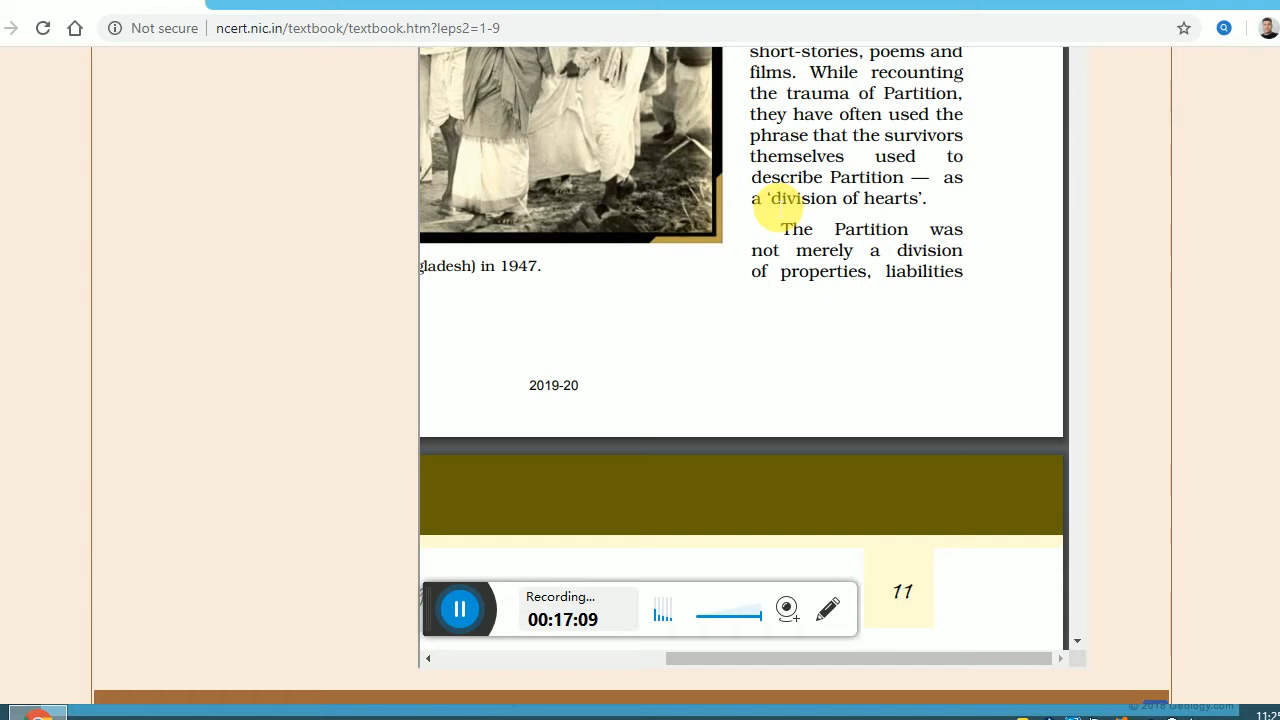 Not secure
ncert.nic.in/textbook/textbook.htm?leps2=1-9
short-stories, poems and
films. While recounting
the trauma of Partition,
they have often used the
phrase that the survivors
themselves used to
describe Partition — as
a ‘division of hearts’.
The Partition was
not merely a division
of properties, liabilities
gladesh) in 1947.
2019-20
11
Recording...
00:17:09
© 2018 Geology.com